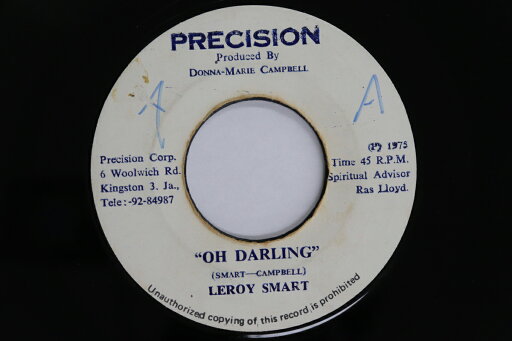 PRECISION
Produced By
DONNA-MARIE CAMPBELL
A A
Precision Corp.
6 Woolwich Rd.
Kingston 3. Ja.,
Tele:-92-84987
(P) 1975
Time 45 R.P.M.
Spiritual Advisor
Ras Lloyd.
"OH DARLING"
(SMART—CAMPBELL)
LEROY SMART
Unauthorized copying of this record is prohibited